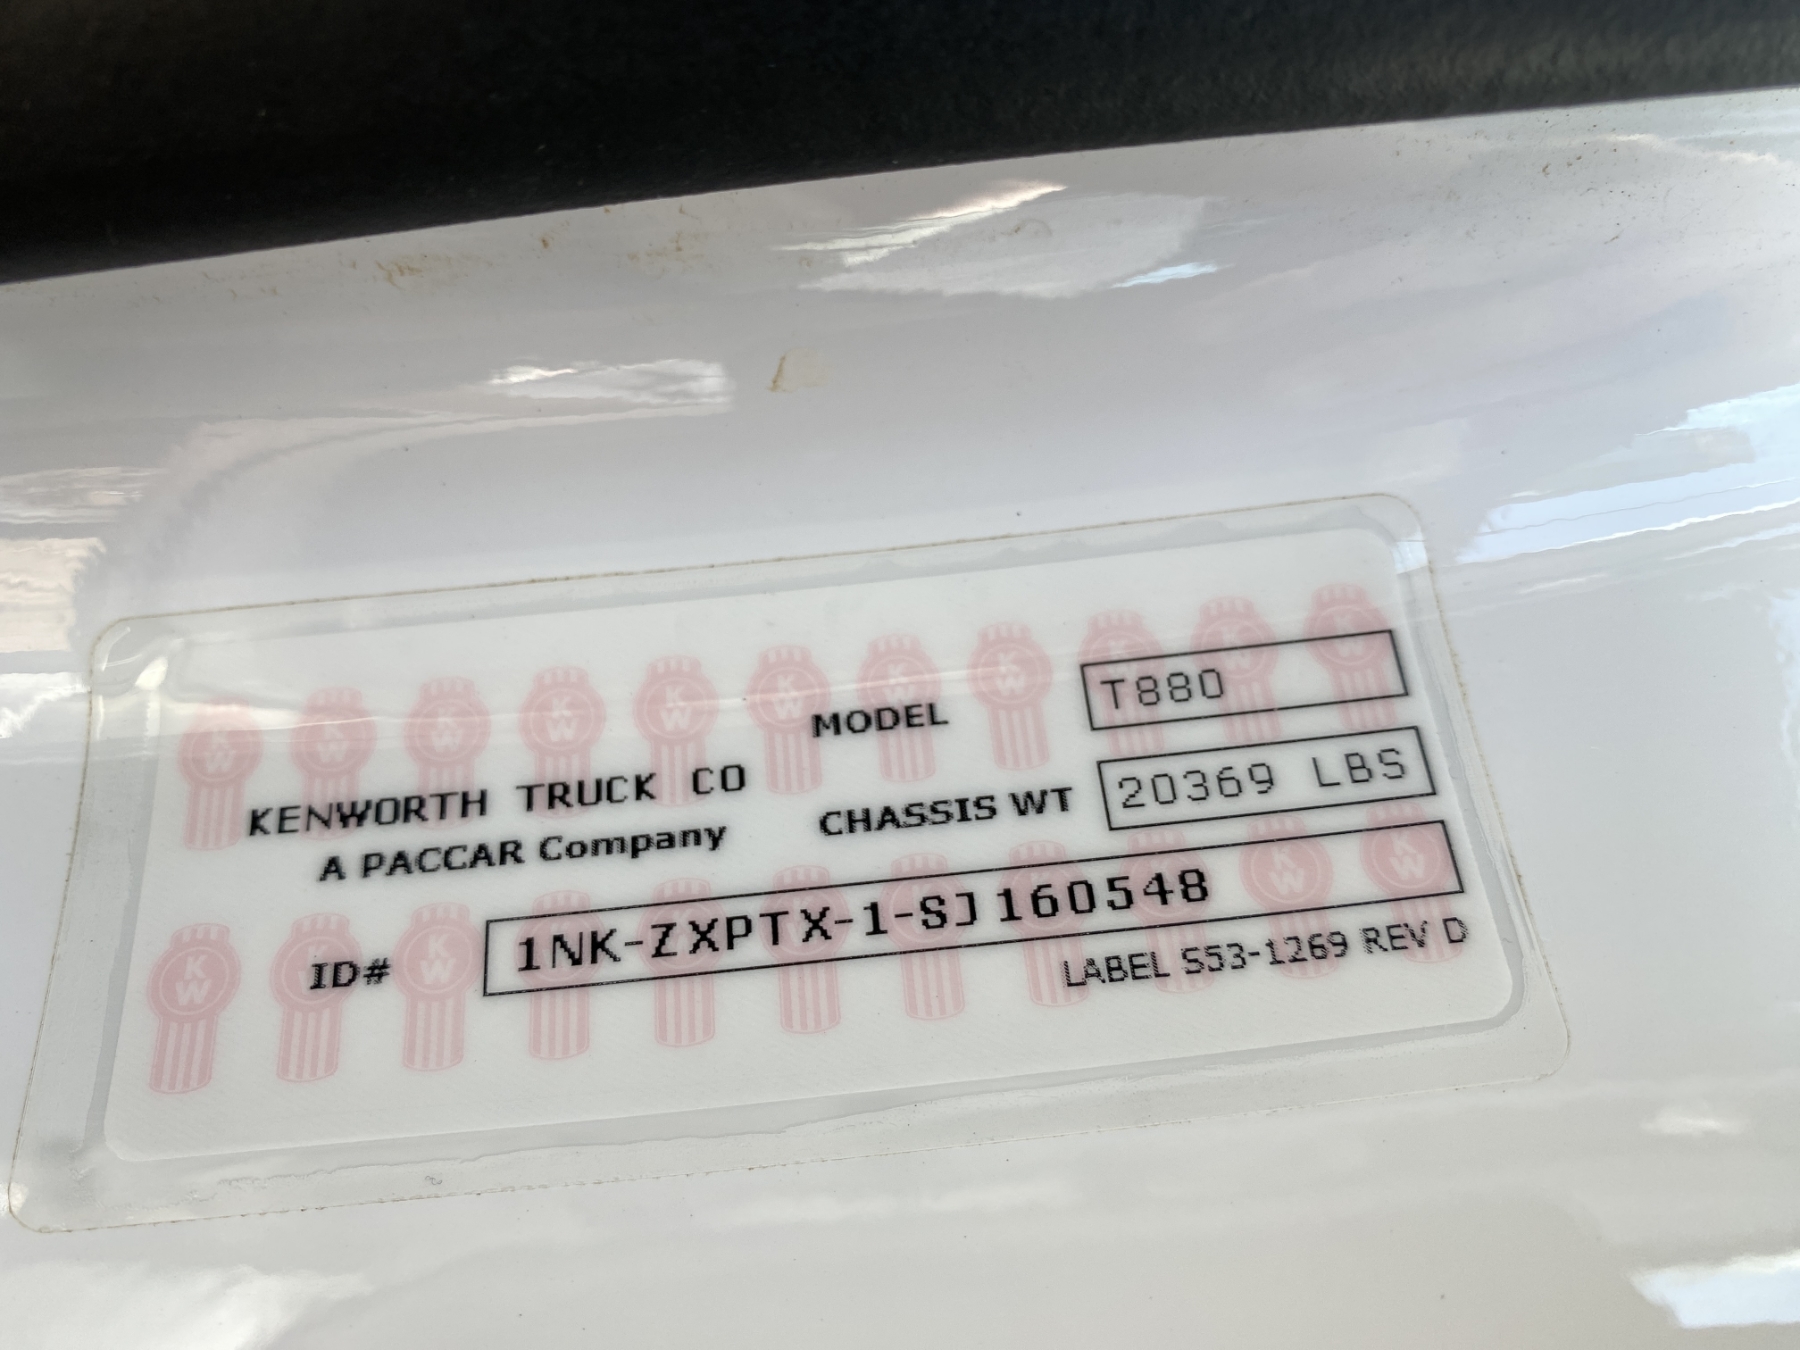 MODEL T880
KENWORTH TRUCK CO
CHASSIS WT 20369 LBS
A PACCAR Company
ID# 1NK-ZXPTX-1-SJ160548
LABEL S53-1269 REV D